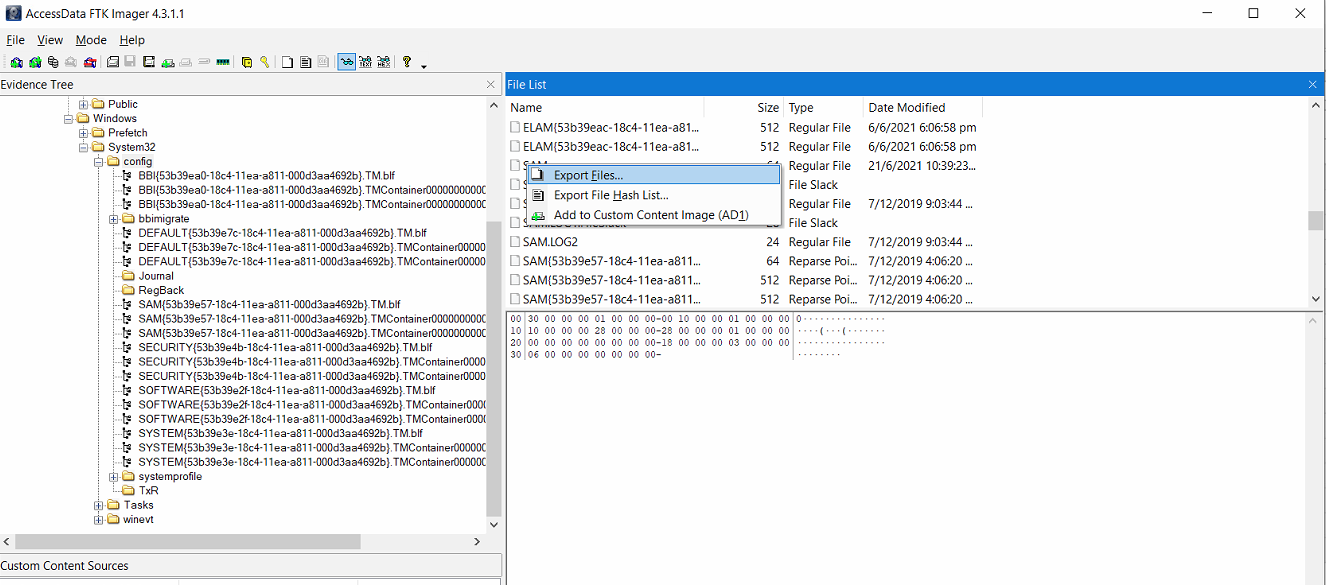 AccessData FTK Imager 4.3.1.1
File View Mode Help
Evidence Tree
Public
Windows
Prefetch
System32
config
BBI{53b39ea0-18c4-11ea-a811-000d3aa4692b}.TM.blf
BBI{53b39ea0-18c4-11ea-a811-000d3aa4692b}.TMContainer00000000000
BBI{53b39ea0-18c4-11ea-a811-000d3aa4692b}.TMContainer00000000000
bbimigrate
DEFAULT{53b39e7c-18c4-11ea-a811-000d3aa4692b}.TM.blf
DEFAULT{53b39e7c-18c4-11ea-a811-000d3aa4692b}.TMContainer000000
DEFAULT{53b39e7c-18c4-11ea-a811-000d3aa4692b}.TMContainer000000
Journal
RegBack
SAM{53b39e57-18c4-11ea-a811-000d3aa4692b}.TM.blf
SAM{53b39e57-18c4-11ea-a811-000d3aa4692b}.TMContainer0000000000
SAM{53b39e57-18c4-11ea-a811-000d3aa4692b}.TMContainer0000000000
SECURITY{53b39e4b-18c4-11ea-a811-000d3aa4692b}.TM.blf
SECURITY{53b39e4b-18c4-11ea-a811-000d3aa4692b}.TMContainer00000
SECURITY{53b39e4b-18c4-11ea-a811-000d3aa4692b}.TMContainer00000
SOFTWARE{53b39e2f-18c4-11ea-a811-000d3aa4692b}.TM.blf
SOFTWARE{53b39e2f-18c4-11ea-a811-000d3aa4692b}.TMContainer00000
SOFTWARE{53b39e2f-18c4-11ea-a811-000d3aa4692b}.TMContainer00000
SYSTEM{53b39e3e-18c4-11ea-a811-000d3aa4692b}.TM.blf
SYSTEM{53b39e3e-18c4-11ea-a811-000d3aa4692b}.TMContainer0000000
SYSTEM{53b39e3e-18c4-11ea-a811-000d3aa4692b}.TMContainer0000000
systemprofile
TxR
Tasks
winevt
Custom Content Sources
File List
Name Size Type Date Modified
ELAM{53b39eac-18c4-11ea-a81... 512 Regular File 6/6/2021 6:06:58 pm
ELAM{53b39eac-18c4-11ea-a81... 512 Regular File 6/6/2021 6:06:58 pm
SAM 64 Regular File 21/6/2021 10:39:23...
File Slack
Regular File 7/12/2019 9:03:44 ...
File Slack
SAM.LOG2 24 Regular File 7/12/2019 9:03:44 ...
SAM{53b39e57-18c4-11ea-a811... 64 Reparse Poi... 7/12/2019 4:06:20 ...
SAM{53b39e57-18c4-11ea-a811... 512 Reparse Poi... 7/12/2019 4:06:20 ...
SAM{53b39e57-18c4-11ea-a811... 512 Reparse Poi... 7/12/2019 4:06:20 ...
Export Files...
Export File Hash List...
Add to Custom Content Image (AD1)
00 30 00 00 00 01 00 00 00-00 10 00 00 01 00 00 00 0···············
10 10 00 00 00 28 00 00 00-28 00 00 00 01 00 00 00 ····(···(·······
20 00 00 00 00 00 00 00 00-18 00 00 00 03 00 00 00 ················
30 06 00 00 00 00 00 00 00- ········